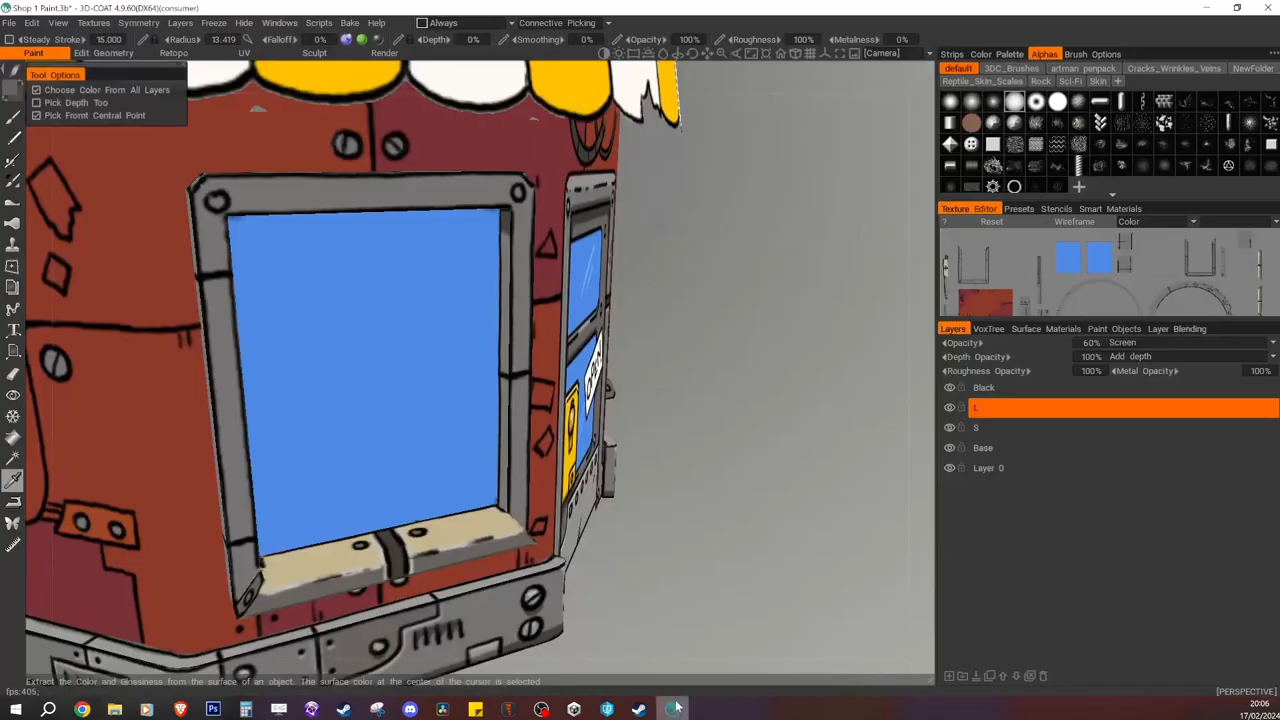 Shop 1 Paint.3b* - 3D-COAT 4.9.60(DX64)(consumer)
File Edit View Textures Symmetry Layers Freeze Hide Windows Scripts Bake Help Always Connective Picking
Steady Stroke 15.000 Radius 13.419 Falloff 0% Depth 0% Smoothing 0% Opacity 100% Roughness 100% Metalness 0%
Paint Edit Geometry Retopo UV Sculpt Render [Camera]
Strips Color Palette Alphas Brush Options
default 3DC_Brushes artman penpack Cracks_Wrinkles_Veins NewFolder
Reptile_Skin_Scales Rock Sci-Fi Skin
Tool Options
Choose Color From All Layers
Pick Depth Too
Pick Fromt Central Point
OPEN
Texture Editor Presets Stencils Smart Materials
? Reset Wireframe Color
Layers VoxTree Surface Materials Paint Objects Layer Blending
Opacity 60% Screen
Depth Opacity 100% Add depth
Roughness Opacity 100% Metal Opacity 100%
Black
L
S
Base
Layer 0
Extract the Color and Glossiness from the surface of an object. The surface color at the center of the cursor is selected
fps:405;
[PERSPECTIVE]
20:06
17/02/2024